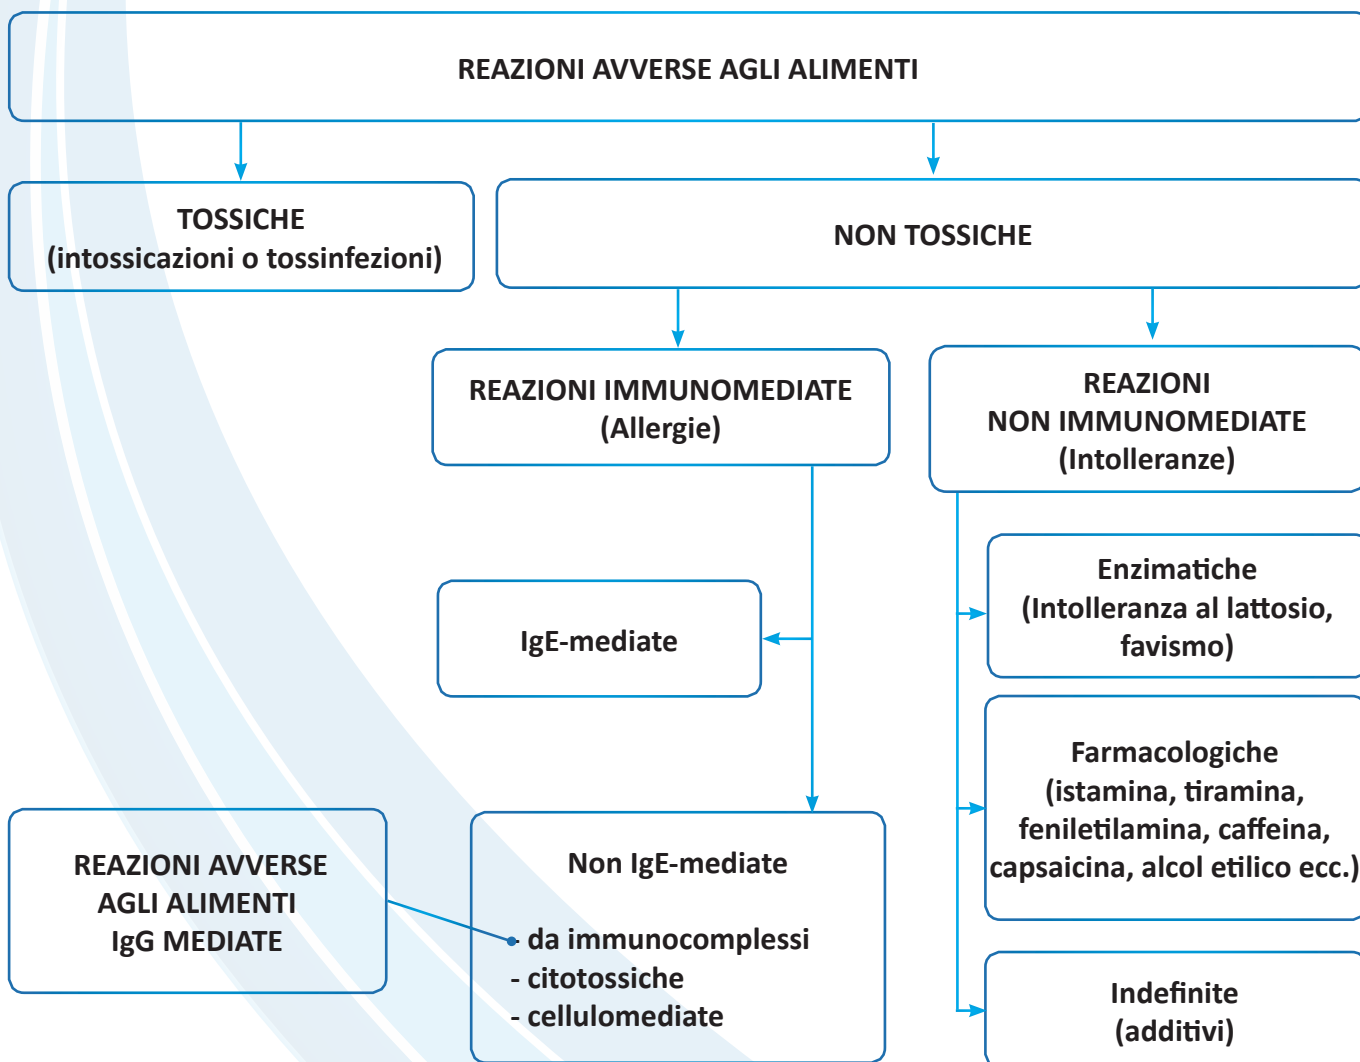 REAZIONI AVVERSE AGLI ALIMENTI
TOSSICHE
(intossicazioni o tossinfezioni)
NON TOSSICHE
REAZIONI IMMUNOMEDIATE
(Allergie)
REAZIONI
NON IMMUNOMEDIATE
(Intolleranze)
IgE-mediate
Enzimatiche
(Intolleranza al lattosio,
favismo)
Farmacologiche
(istamina, tiramina,
feniletilamina, caffeina,
capsaicina, alcol etilico ecc.)
REAZIONI AVVERSE
AGLI ALIMENTI
IgG MEDIATE
Non IgE-mediate
- da immunocomplessi
- citotossiche
- cellulomediate
Indefinite
(additivi)